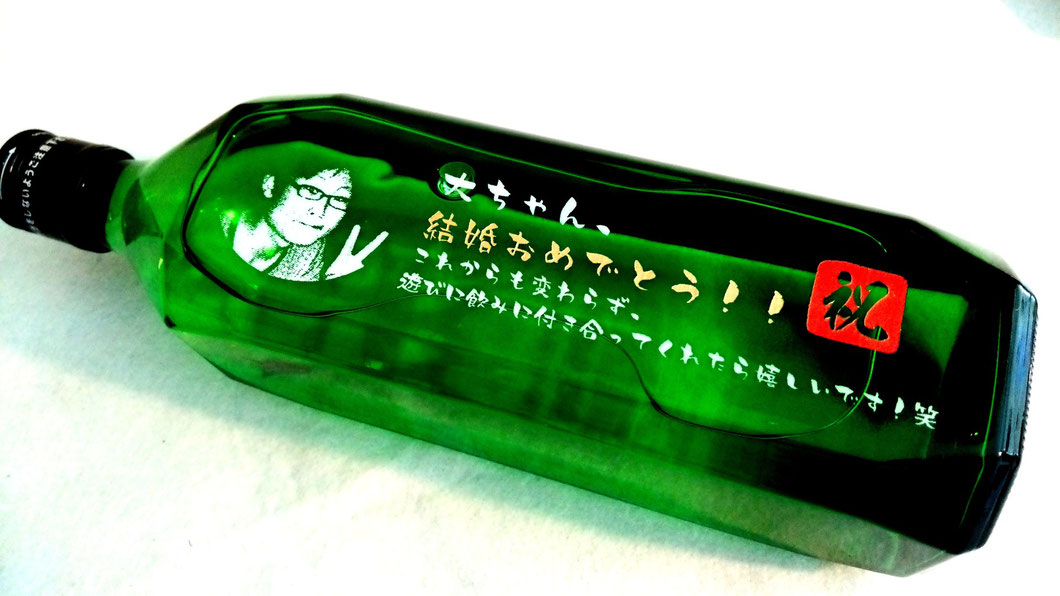 大ちゃん、
結婚おめでとう!!
これからも変わらず、
遊びに飲みに付き合ってくれたら嬉しいです!笑
祝